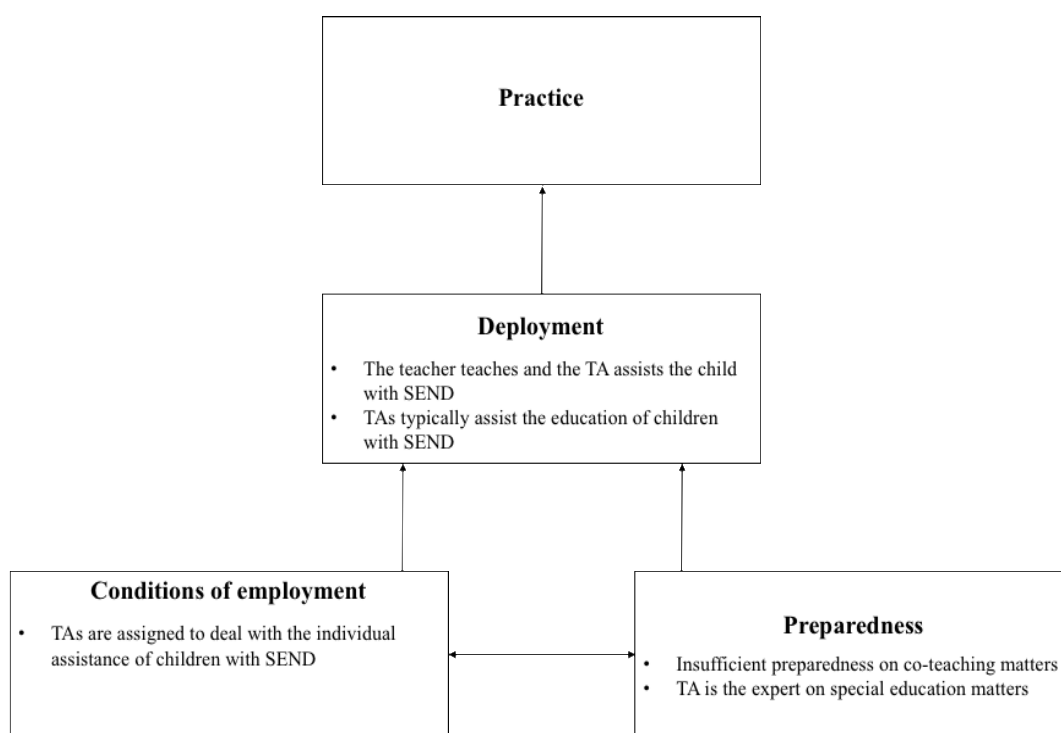 Practice
Deployment
• The teacher teaches and the TA assists the child
with SEND
• TAs typically assist the education of children
with SEND
Conditions of employment
• TAs are assigned to deal with the individual
assistance of children with SEND
Preparedness
• Insufficient preparedness on co-teaching matters
• TA is the expert on special education matters